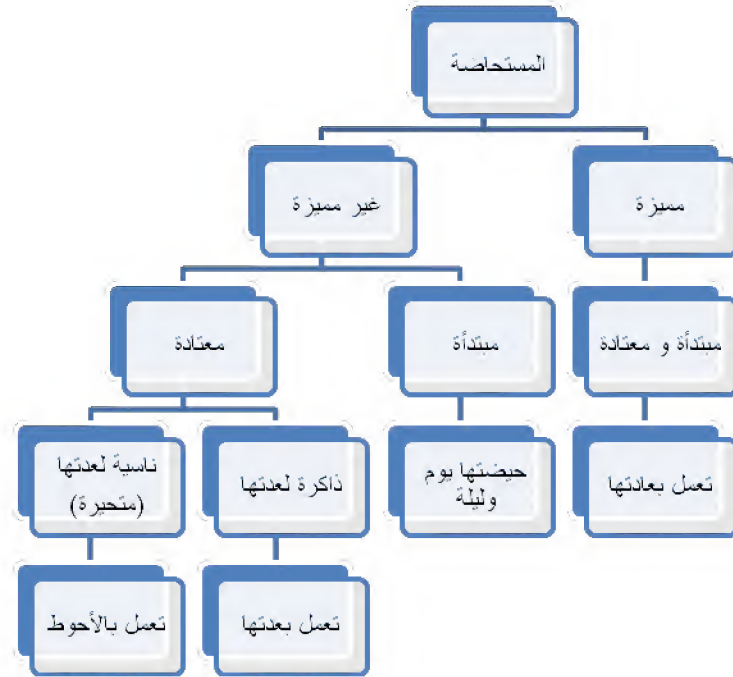 المستحاضة
مميزة
غير مميزة
مبتدأة و معتادة
مبتدأة
معتادة
تعمل بعادتها
حيضتها يوم
وليلة
ذاكرة لعدتها
ناسية لعدتها
(متحيرة)
تعمل بعدتها
تعمل بالأحوط